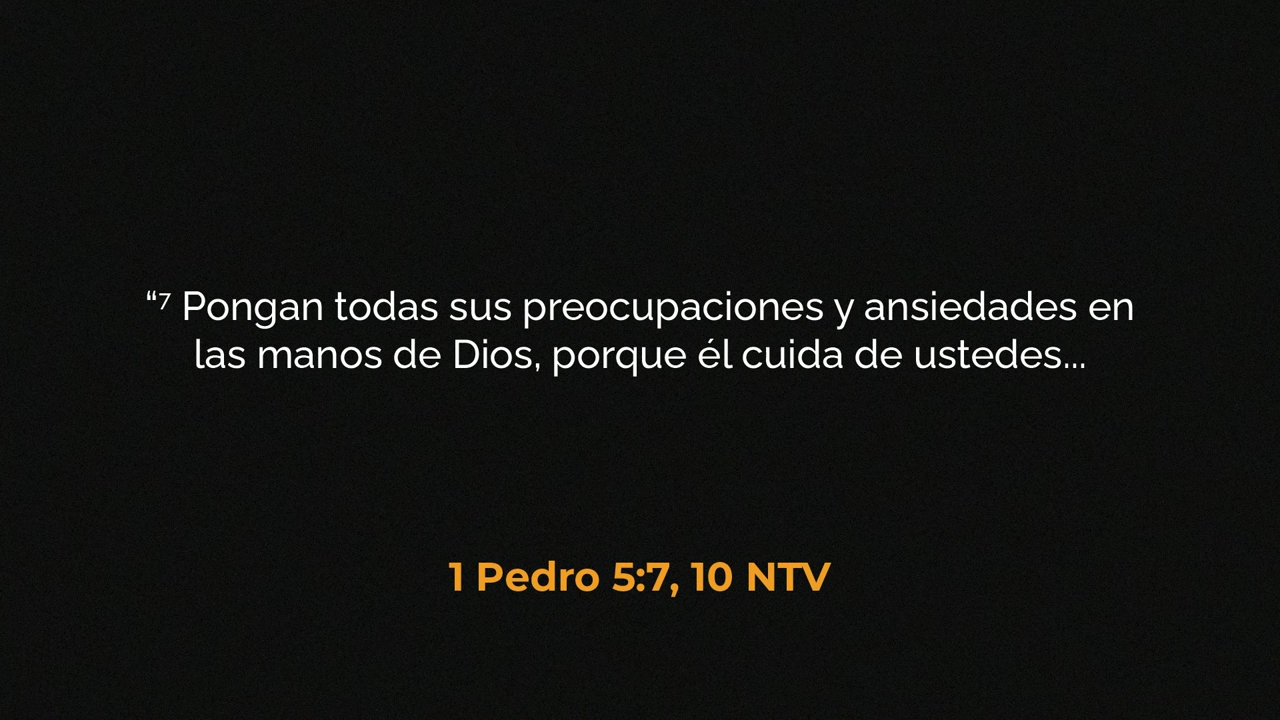 “⁷ Pongan todas sus preocupaciones y ansiedades en
las manos de Dios, porque él cuida de ustedes...
1 Pedro 5:7, 10 NTV